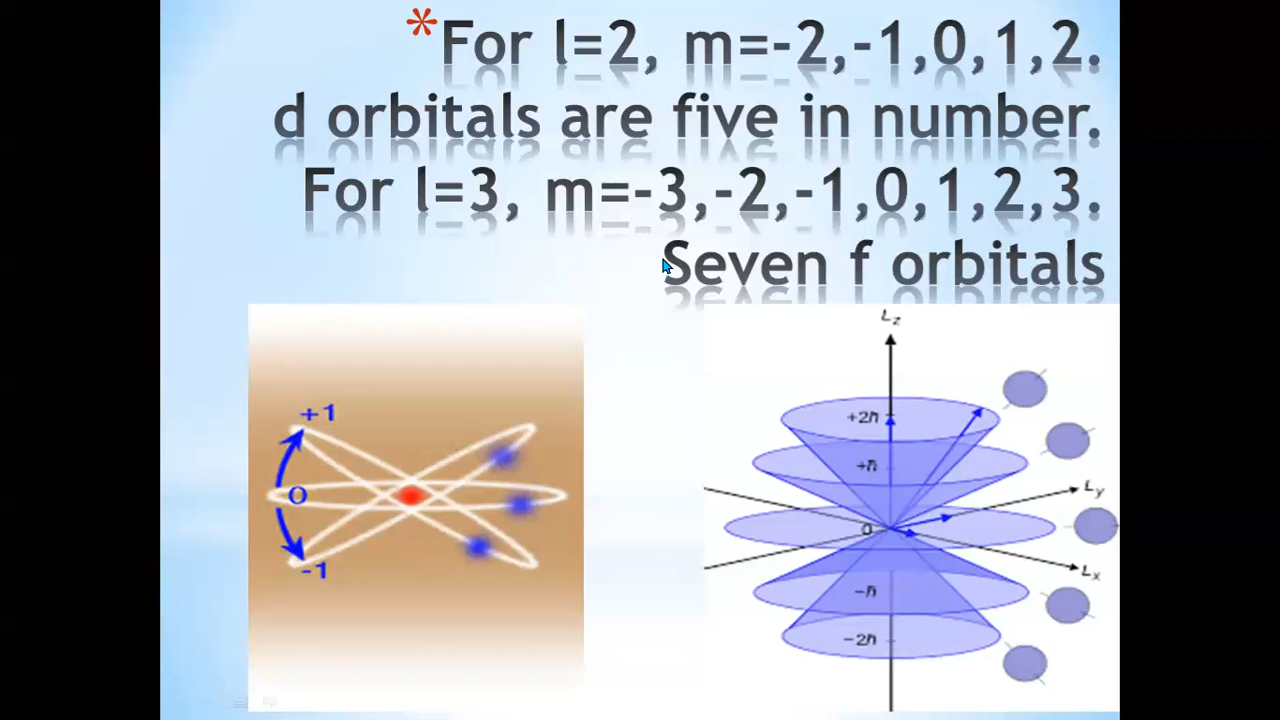 *For l=2, m=-2,-1,0,1,2.
d orbitals are five in number.
For l=3, m=-3,-2,-1,0,1,2,3.
Seven f orbitals
+1
0
-1
Lz
+2ħ
+ħ
Ly
0
Lx
-ħ
-2ħ